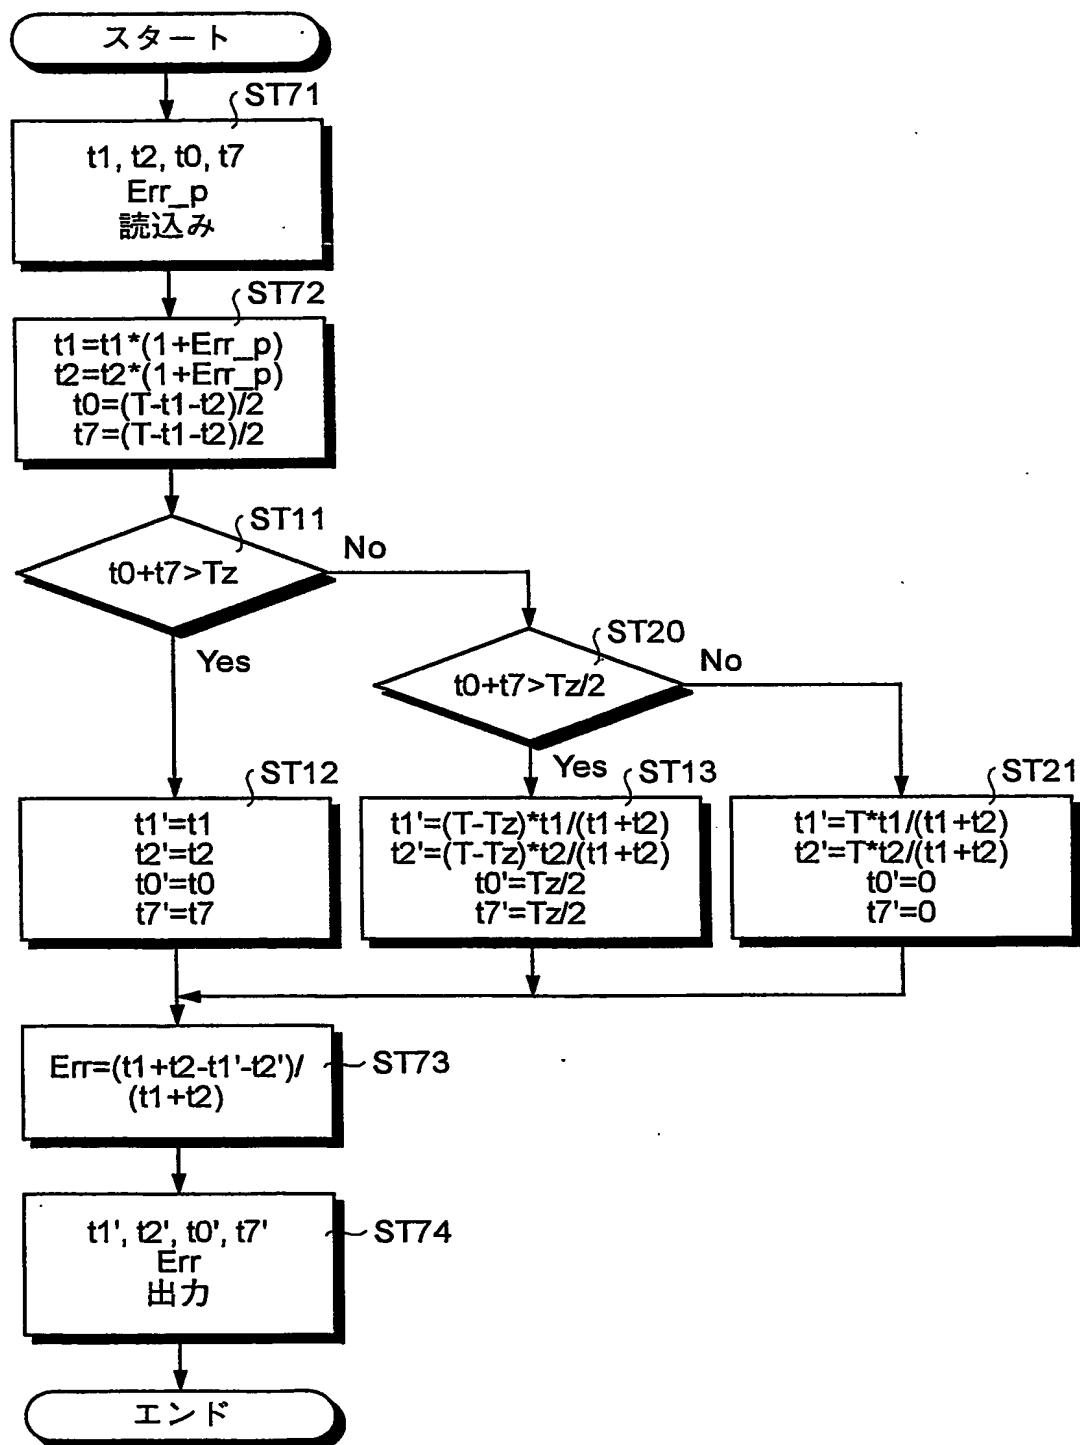 スタート
ST71
t1, t2, t0, t7
Err_p
読込み
ST72
t1=t1*(1+Err_p)
t2=t2*(1+Err_p)
t0=(T-t1-t2)/2
t7=(T-t1-t2)/2
ST11
t0+t7>Tz
No
Yes
ST20
t0+t7>Tz/2
No
Yes
ST12
t1'=t1
t2'=t2
t0'=t0
t7'=t7
ST13
t1'=(T-Tz)*t1/(t1+t2)
t2'=(T-Tz)*t2/(t1+t2)
t0'=Tz/2
t7'=Tz/2
ST21
t1'=T*t1/(t1+t2)
t2'=T*t2/(t1+t2)
t0'=0
t7'=0
Err=(t1+t2-t1'-t2')/
(t1+t2)
ST73
t1', t2', t0', t7'
Err
出力
ST74
エンド